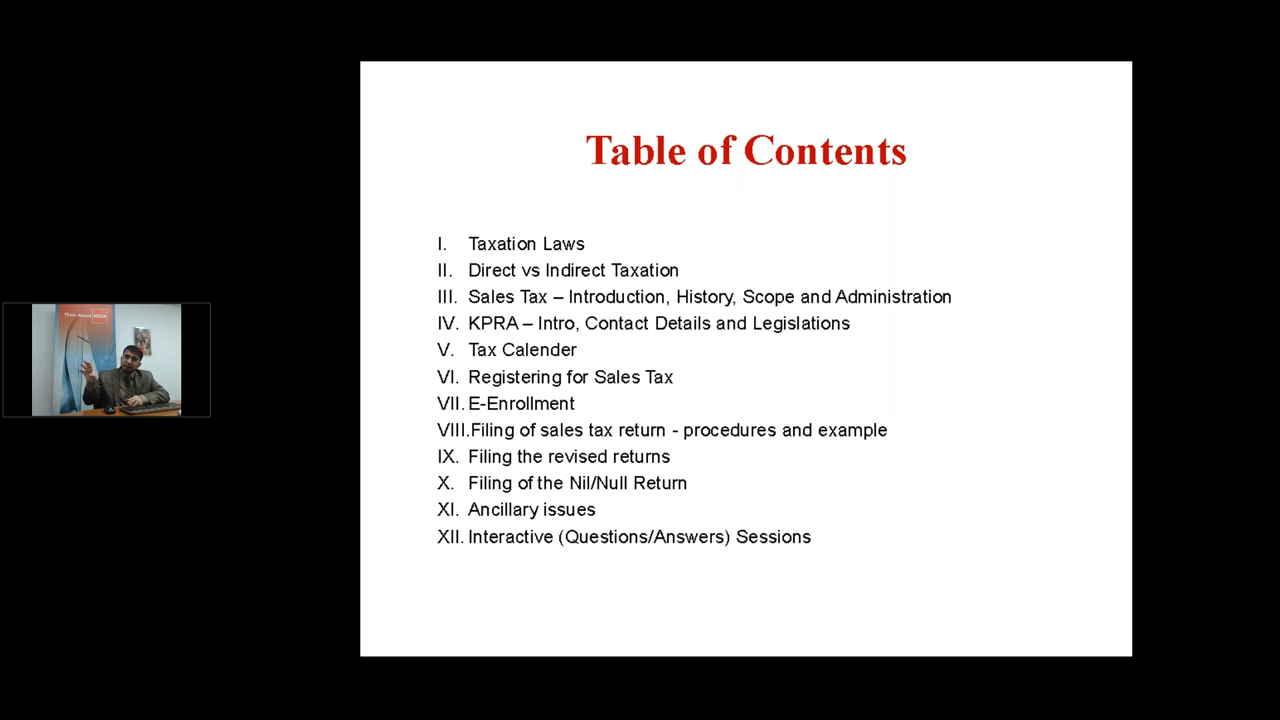 Table of Contents
I. Taxation Laws
II. Direct vs Indirect Taxation
III. Sales Tax – Introduction, History, Scope and Administration
IV. KPRA – Intro, Contact Details and Legislations
V. Tax Calender
VI. Registering for Sales Tax
VII. E-Enrollment
VIII.Filing of sales tax return - procedures and example
IX. Filing the revised returns
X. Filing of the Nil/Null Return
XI. Ancillary issues
XII. Interactive (Questions/Answers) Sessions
Think Ahead ACCA